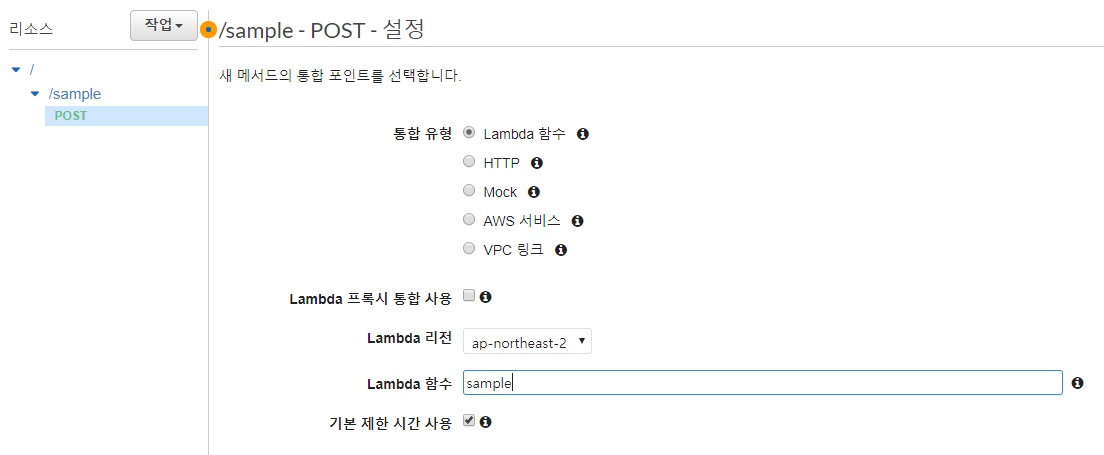 리소스
작업
/
/sample
POST
/sample - POST - 설정
새 메서드의 통합 포인트를 선택합니다.
통합 유형
Lambda 함수
HTTP
Mock
AWS 서비스
VPC 링크
Lambda 프록시 통합 사용
Lambda 리전
ap-northeast-2
Lambda 함수
sample
기본 제한 시간 사용